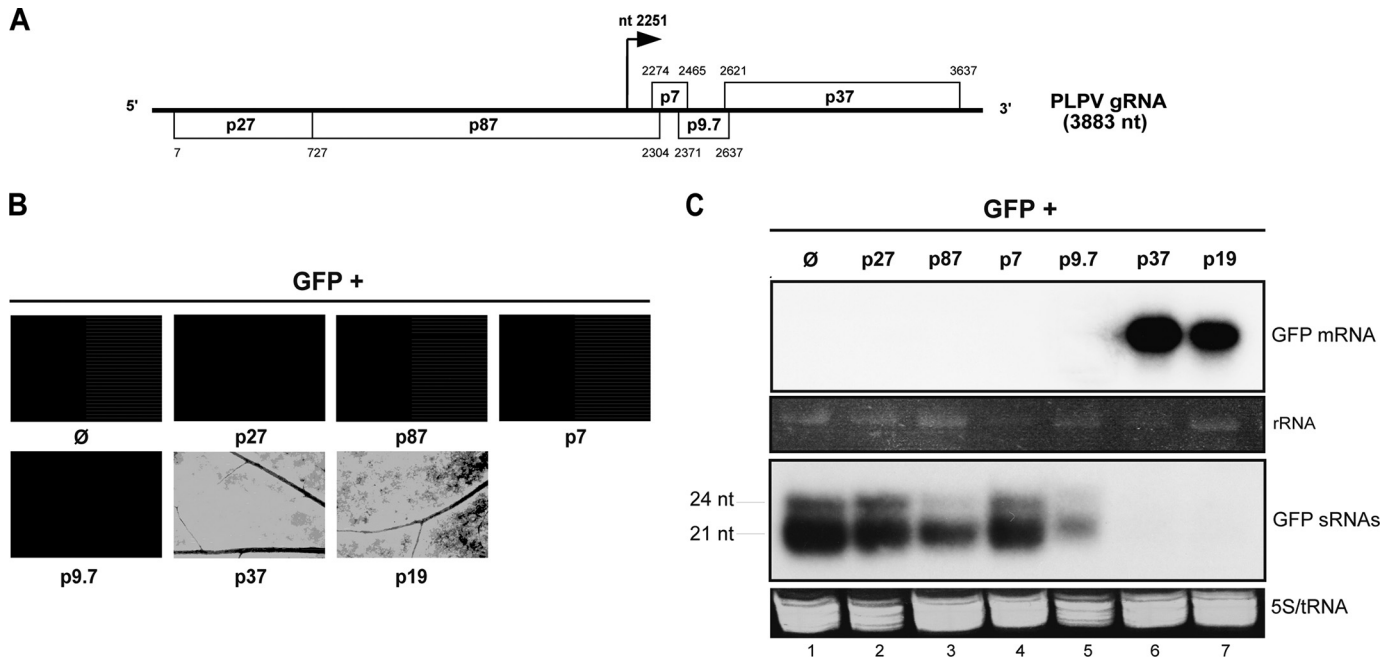 A
nt 2251
2274 2465 2621 3637
5' p7 p37 3' PLPV gRNA
(3883 nt)
p27 p87 p9.7
7 727 2304 2371 2637
B
GFP +
Ø p27 p87 p7
p9.7 p37 p19
C
GFP +
Ø p27 p87 p7 p9.7 p37 p19
GFP mRNA
rRNA
24 nt
21 nt
GFP sRNAs
5S/tRNA
1 2 3 4 5 6 7